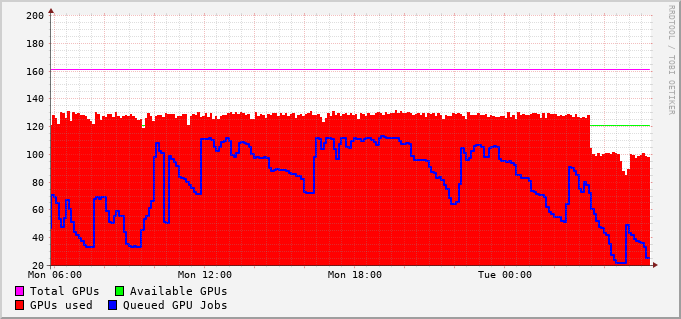 200
180
160
140
120
100
80
60
40
20
Mon 06:00 Mon 12:00 Mon 18:00 Tue 00:00
Total GPUs Available GPUs
GPUs used Queued GPU Jobs
RRDTOOL / TOBI OETIKER